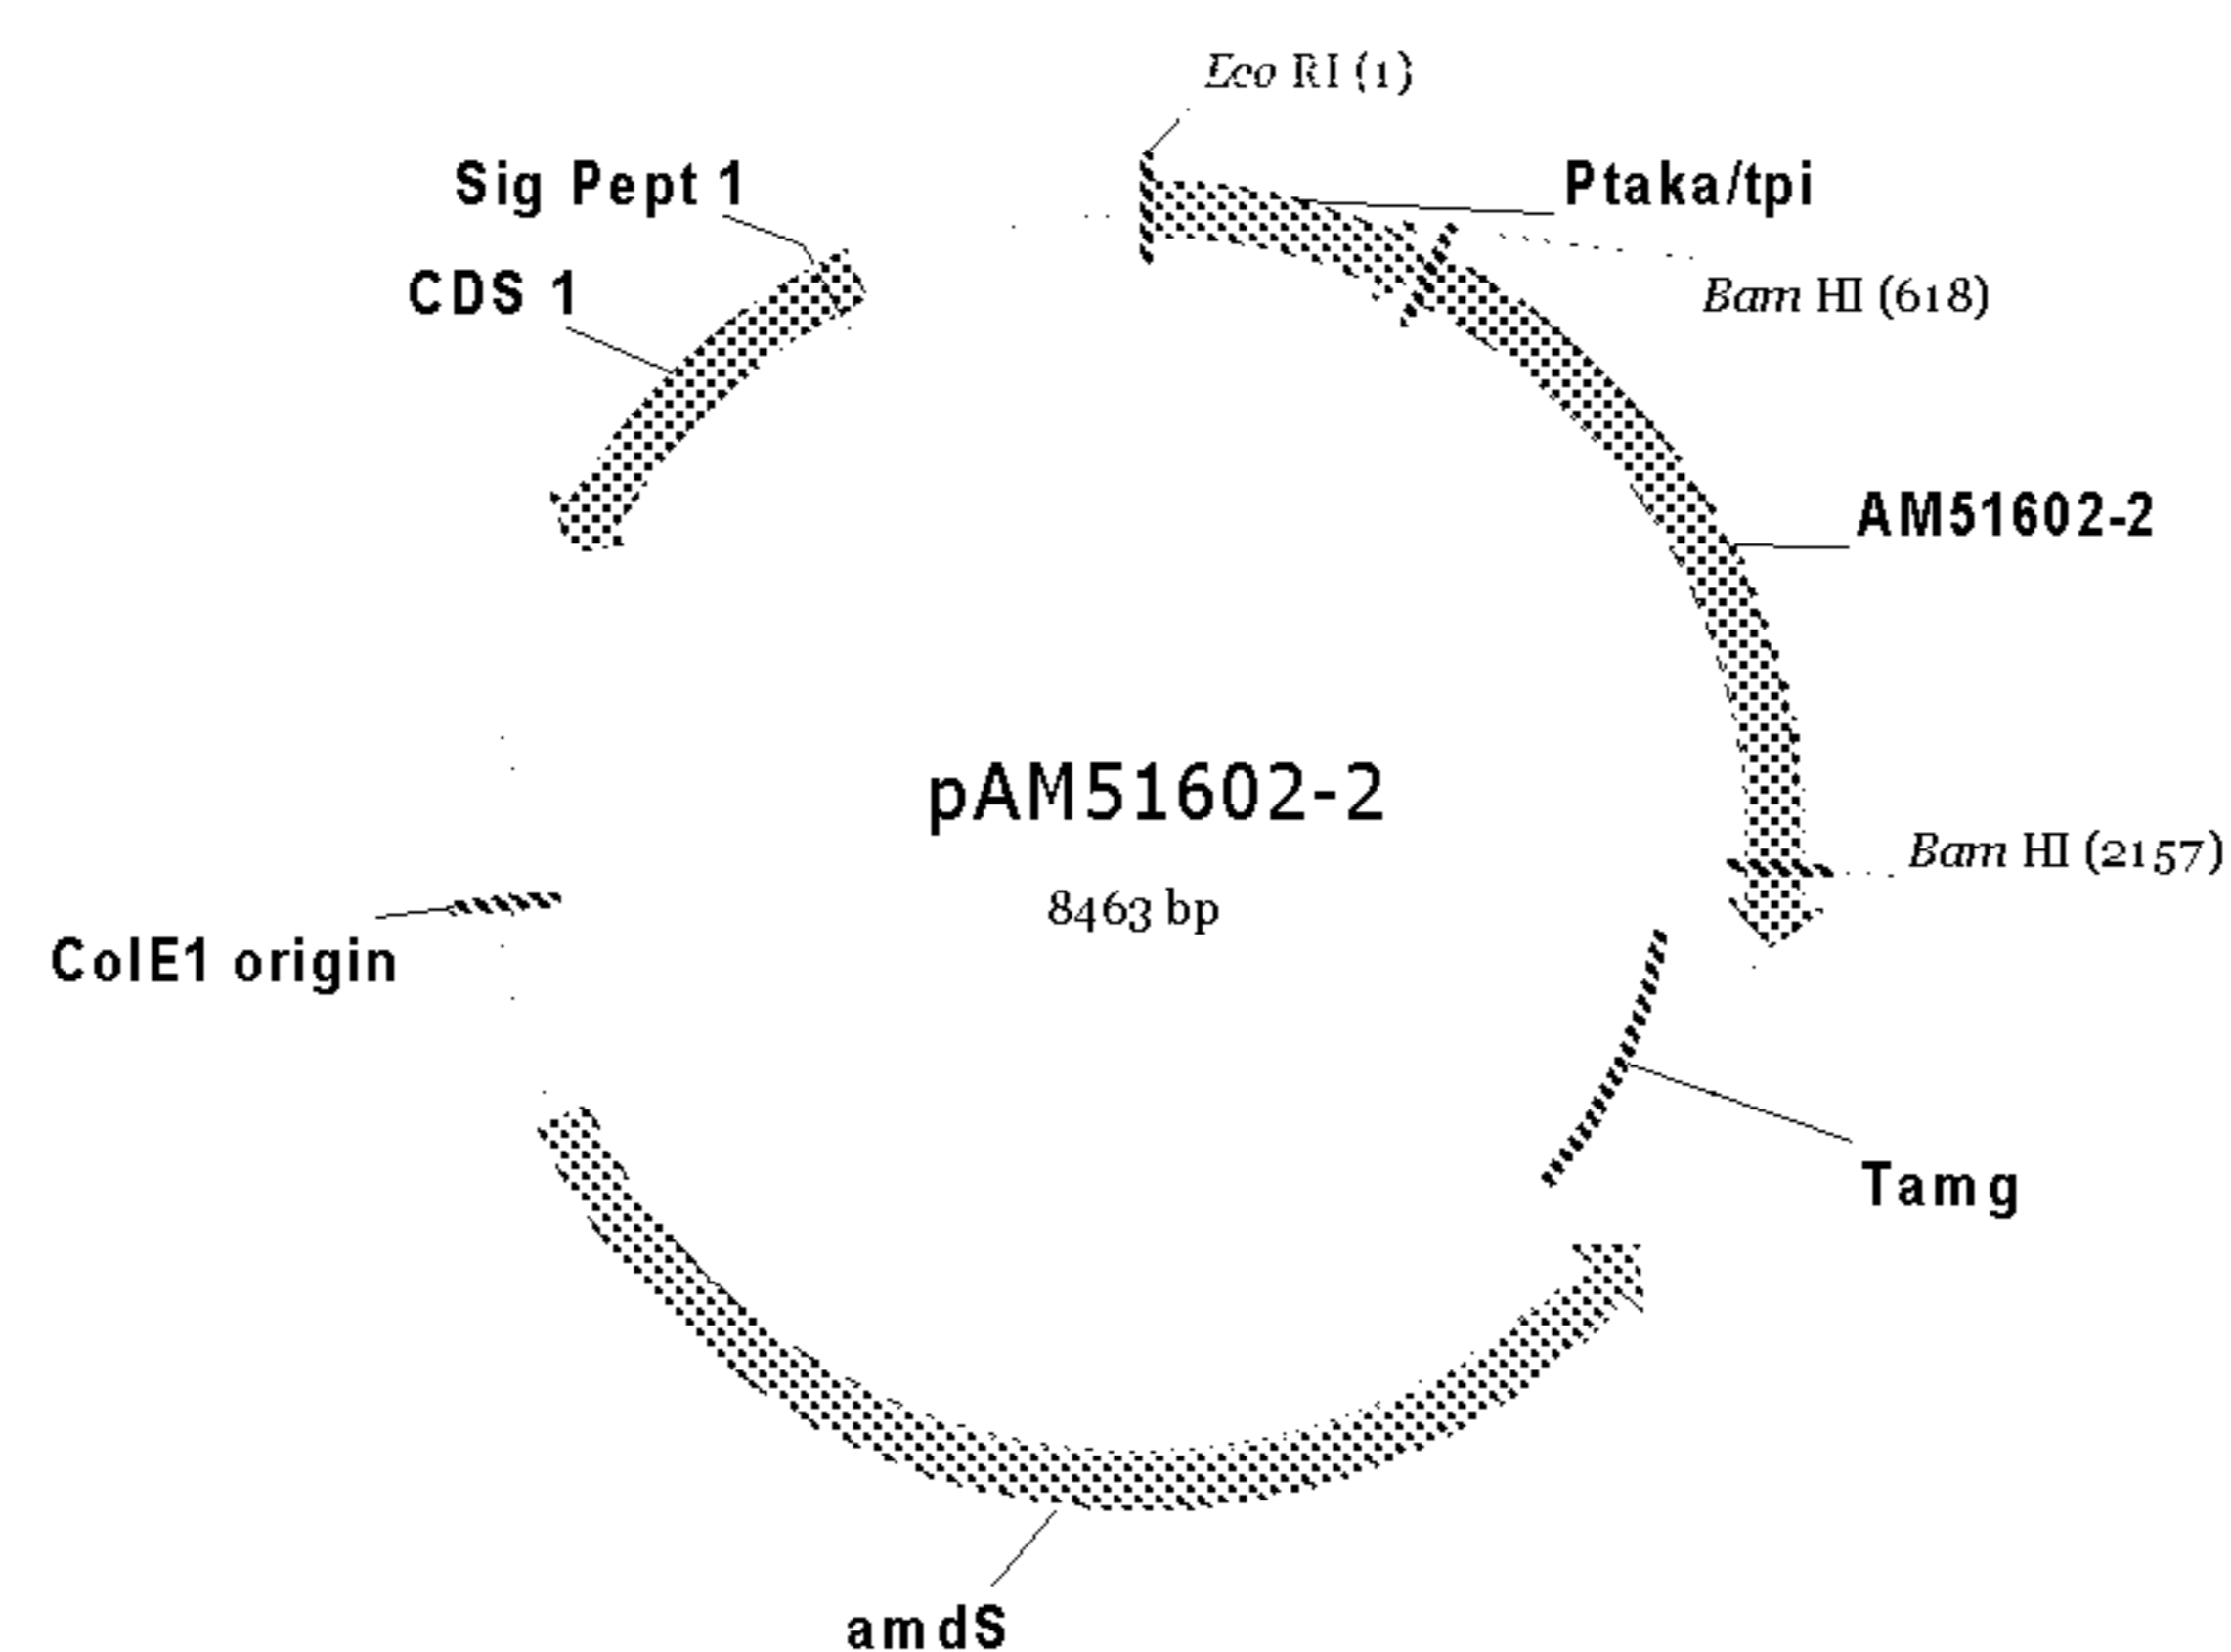 Eco RI (1)
Sig Pept 1
Ptaka/tpi
CDS 1
Bam HI (618)
AM51602-2
pAM51602-2
8463 bp
Bam HI (2157)
ColE1 origin
Tamg
amdS